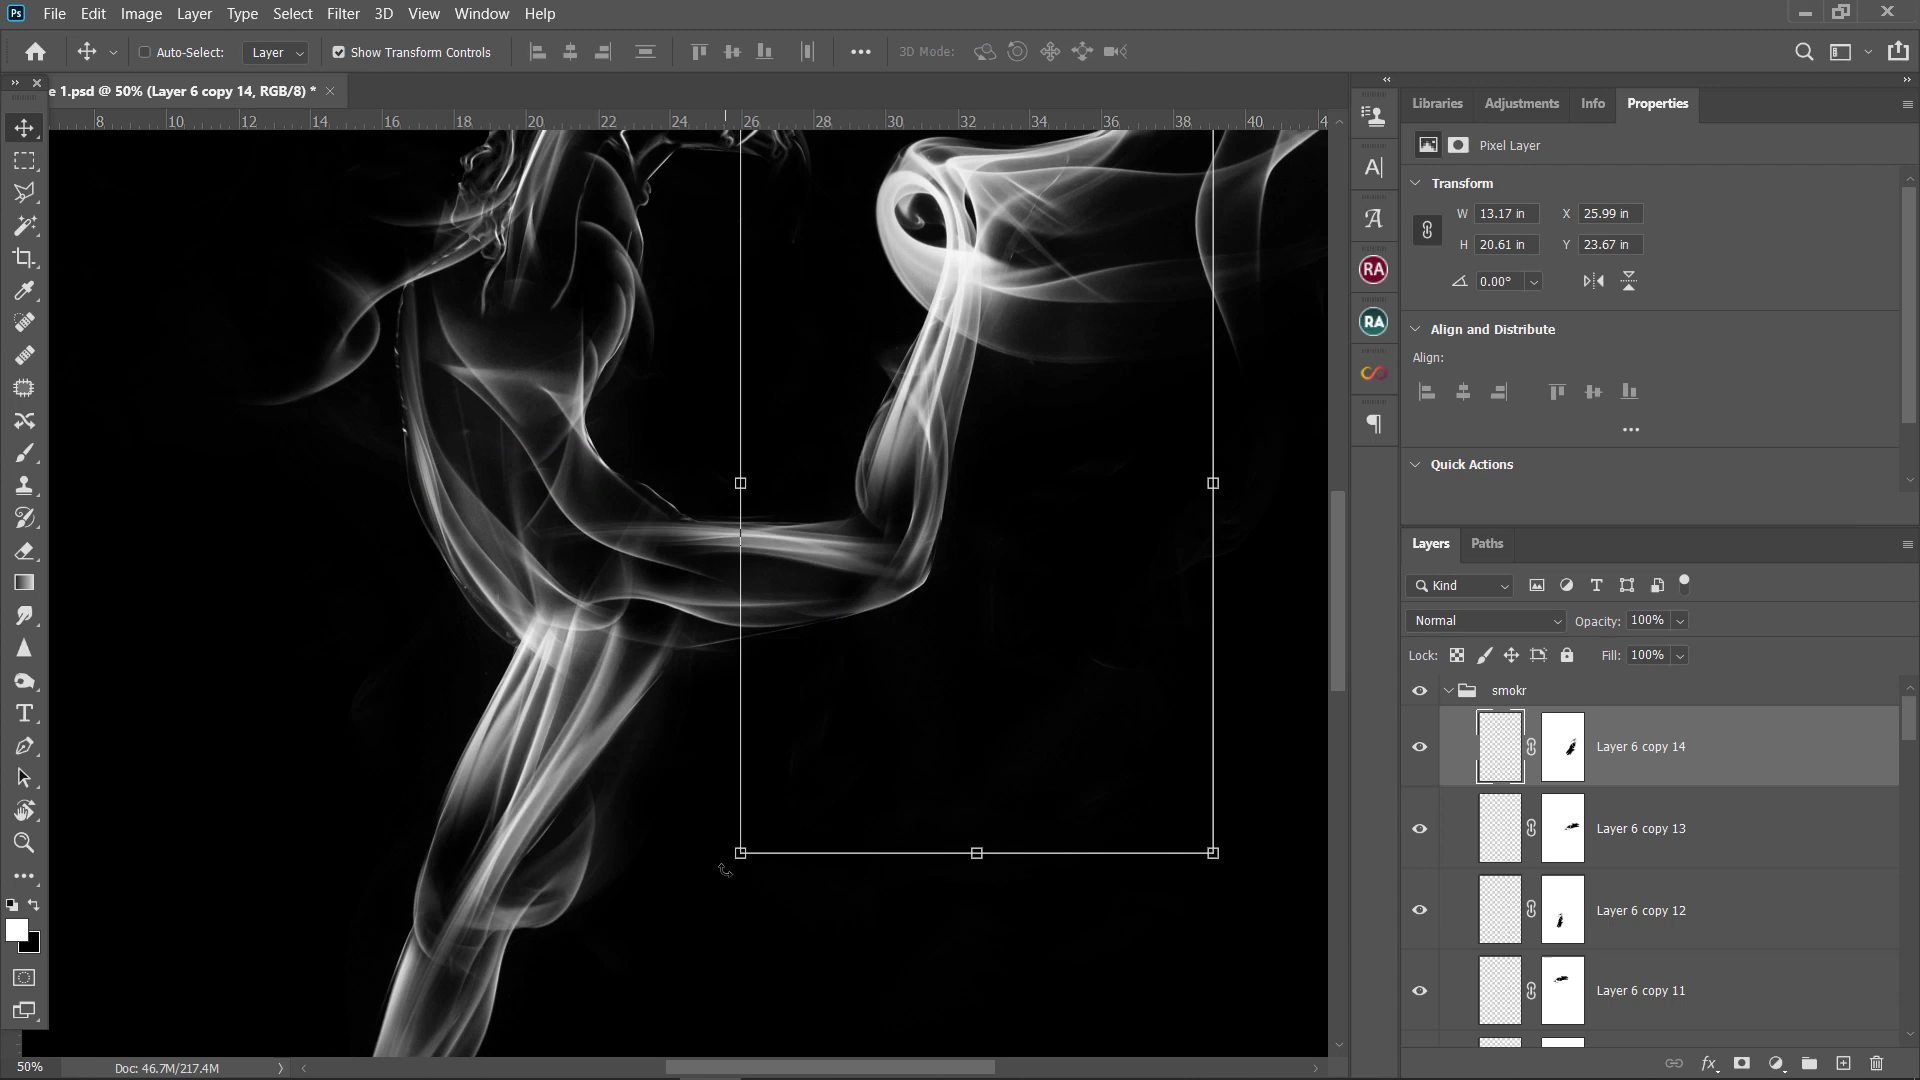 Ps File Edit Image Layer Type Select Filter 3D View Window Help
Auto-Select: Layer Show Transform Controls 3D Mode:
e 1.psd @ 50% (Layer 6 copy 14, RGB/8) *
8 10 12 14 16 18 20 22 24 26 28 30 32 34 36 38 40 4
Libraries Adjustments Info Properties
Pixel Layer
Transform
W 13.17 in X 25.99 in
H 20.61 in Y 23.67 in
0.00°
RA
RA
Align and Distribute
Align:
Quick Actions
Layers Paths
Kind
Normal Opacity: 100%
Lock: Fill: 100%
smokr
Layer 6 copy 14
Layer 6 copy 13
Layer 6 copy 12
Layer 6 copy 11
50% Doc: 46.7M/217.4M
fx